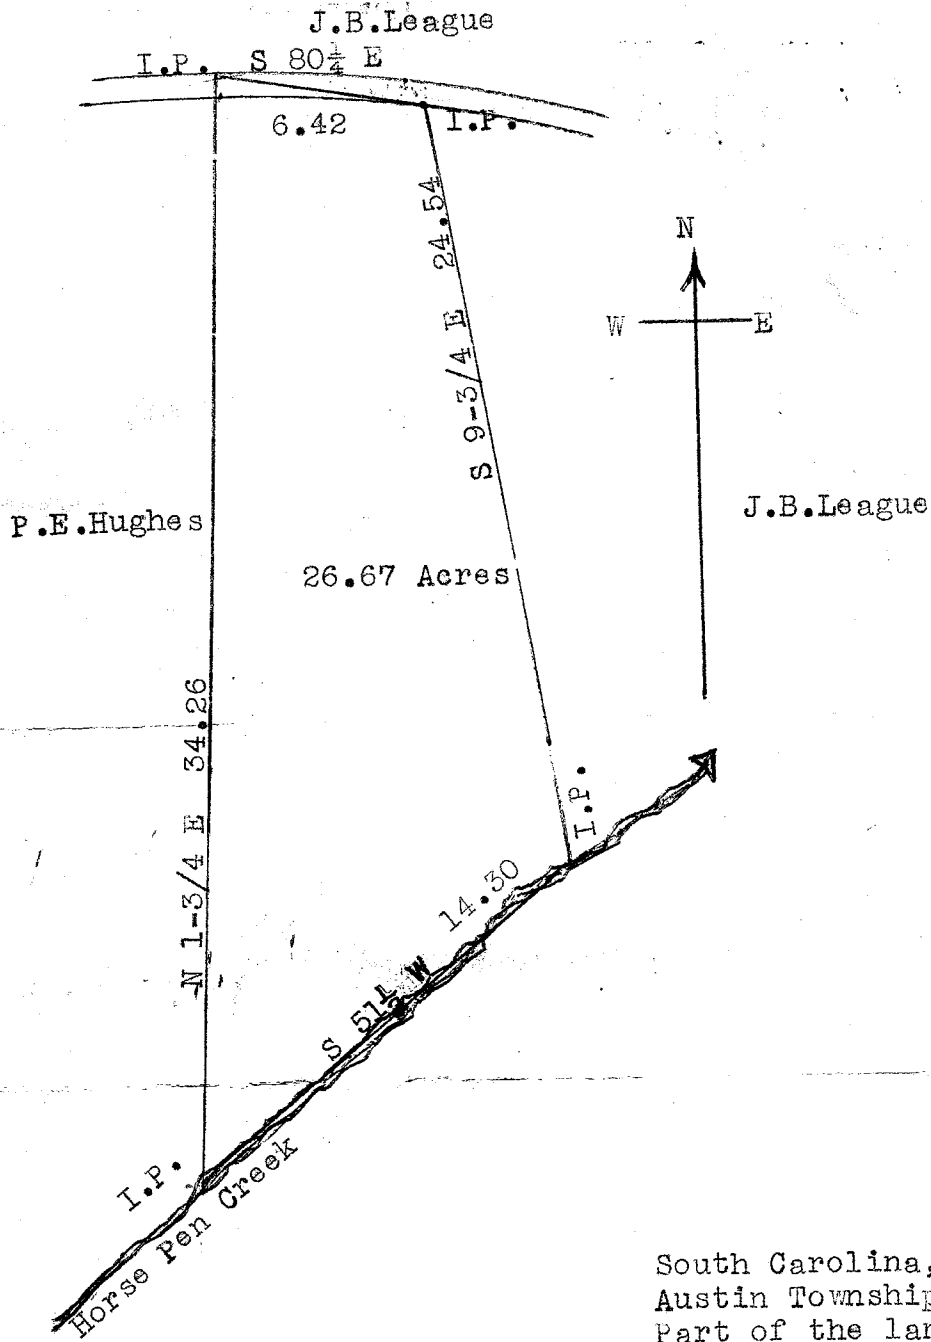 J.B.League
I.P. S 80¼ E
6.42
I.P.
S 9-3/4 E 24.54
N
W E
P.E.Hughes
J.B.League
26.67 Acres
N 1-3/4 E 34.26
I.P.
14.30
S 51½ W
I.P.
Horse Pen Creek
South Carolina,
Austin Township
Part of the lan